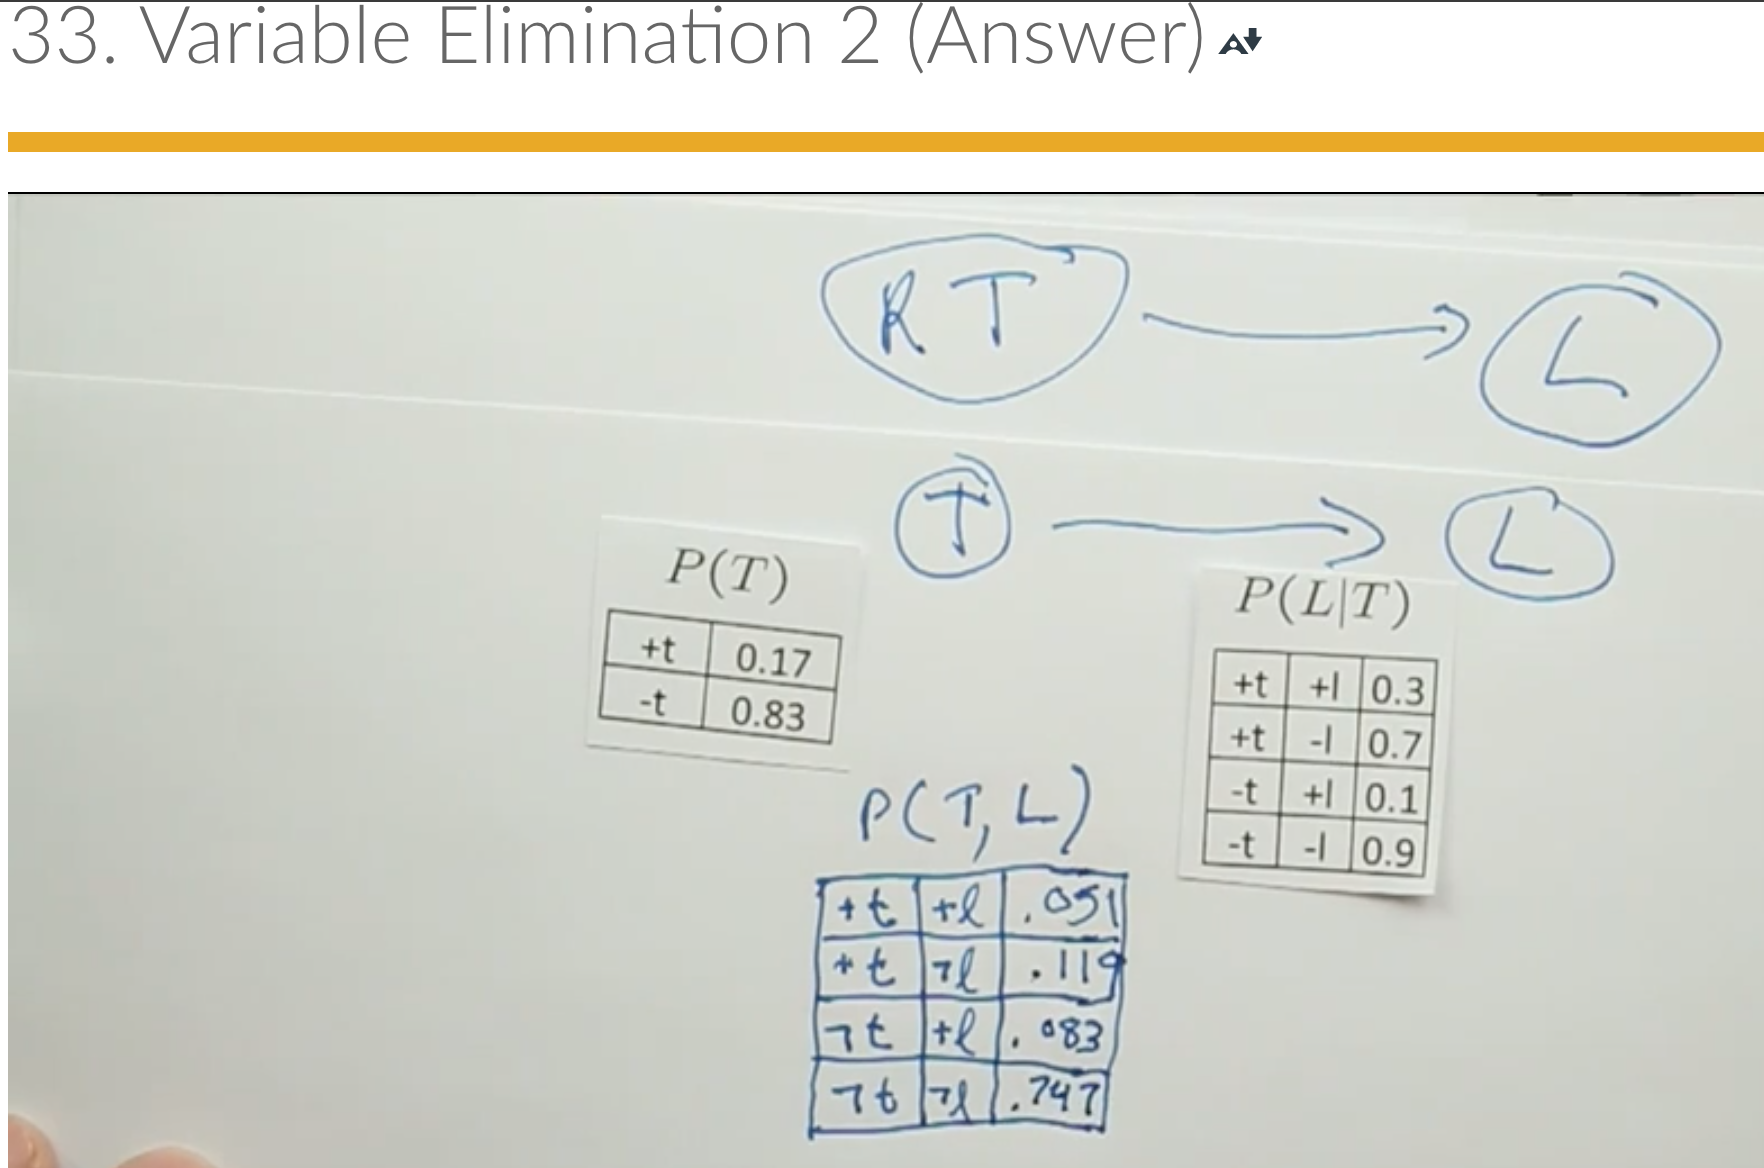 33. Variable Elimination 2 (Answer)
R T
L
T
L
P(T)
+t 0.17
-t 0.83
P(L|T)
+t +l 0.3
+t -l 0.7
-t +l 0.1
-t -l 0.9
P(T, L)
+t +l .051
+t ¬l .119
¬t +l .083
¬t ¬l .747